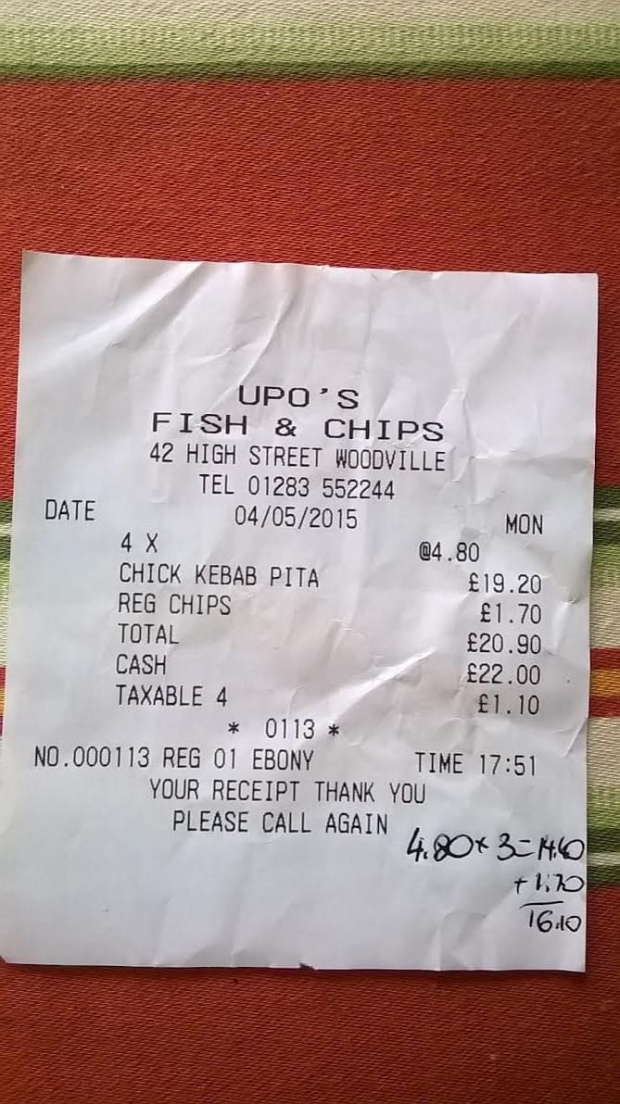 UPO'S
FISH & CHIPS
42 HIGH STREET WOODVILLE
TEL 01283 552244
DATE 04/05/2015 MON
4 X @4.80
CHICK KEBAB PITA £19.20
REG CHIPS £1.70
TOTAL £20.90
CASH £22.00
TAXABLE 4 £1.10
* 0113 *
NO.000113 REG 01 EBONY TIME 17:51
YOUR RECEIPT THANK YOU
PLEASE CALL AGAIN
4.80 x 3 = 14.40
+1.70
16.10